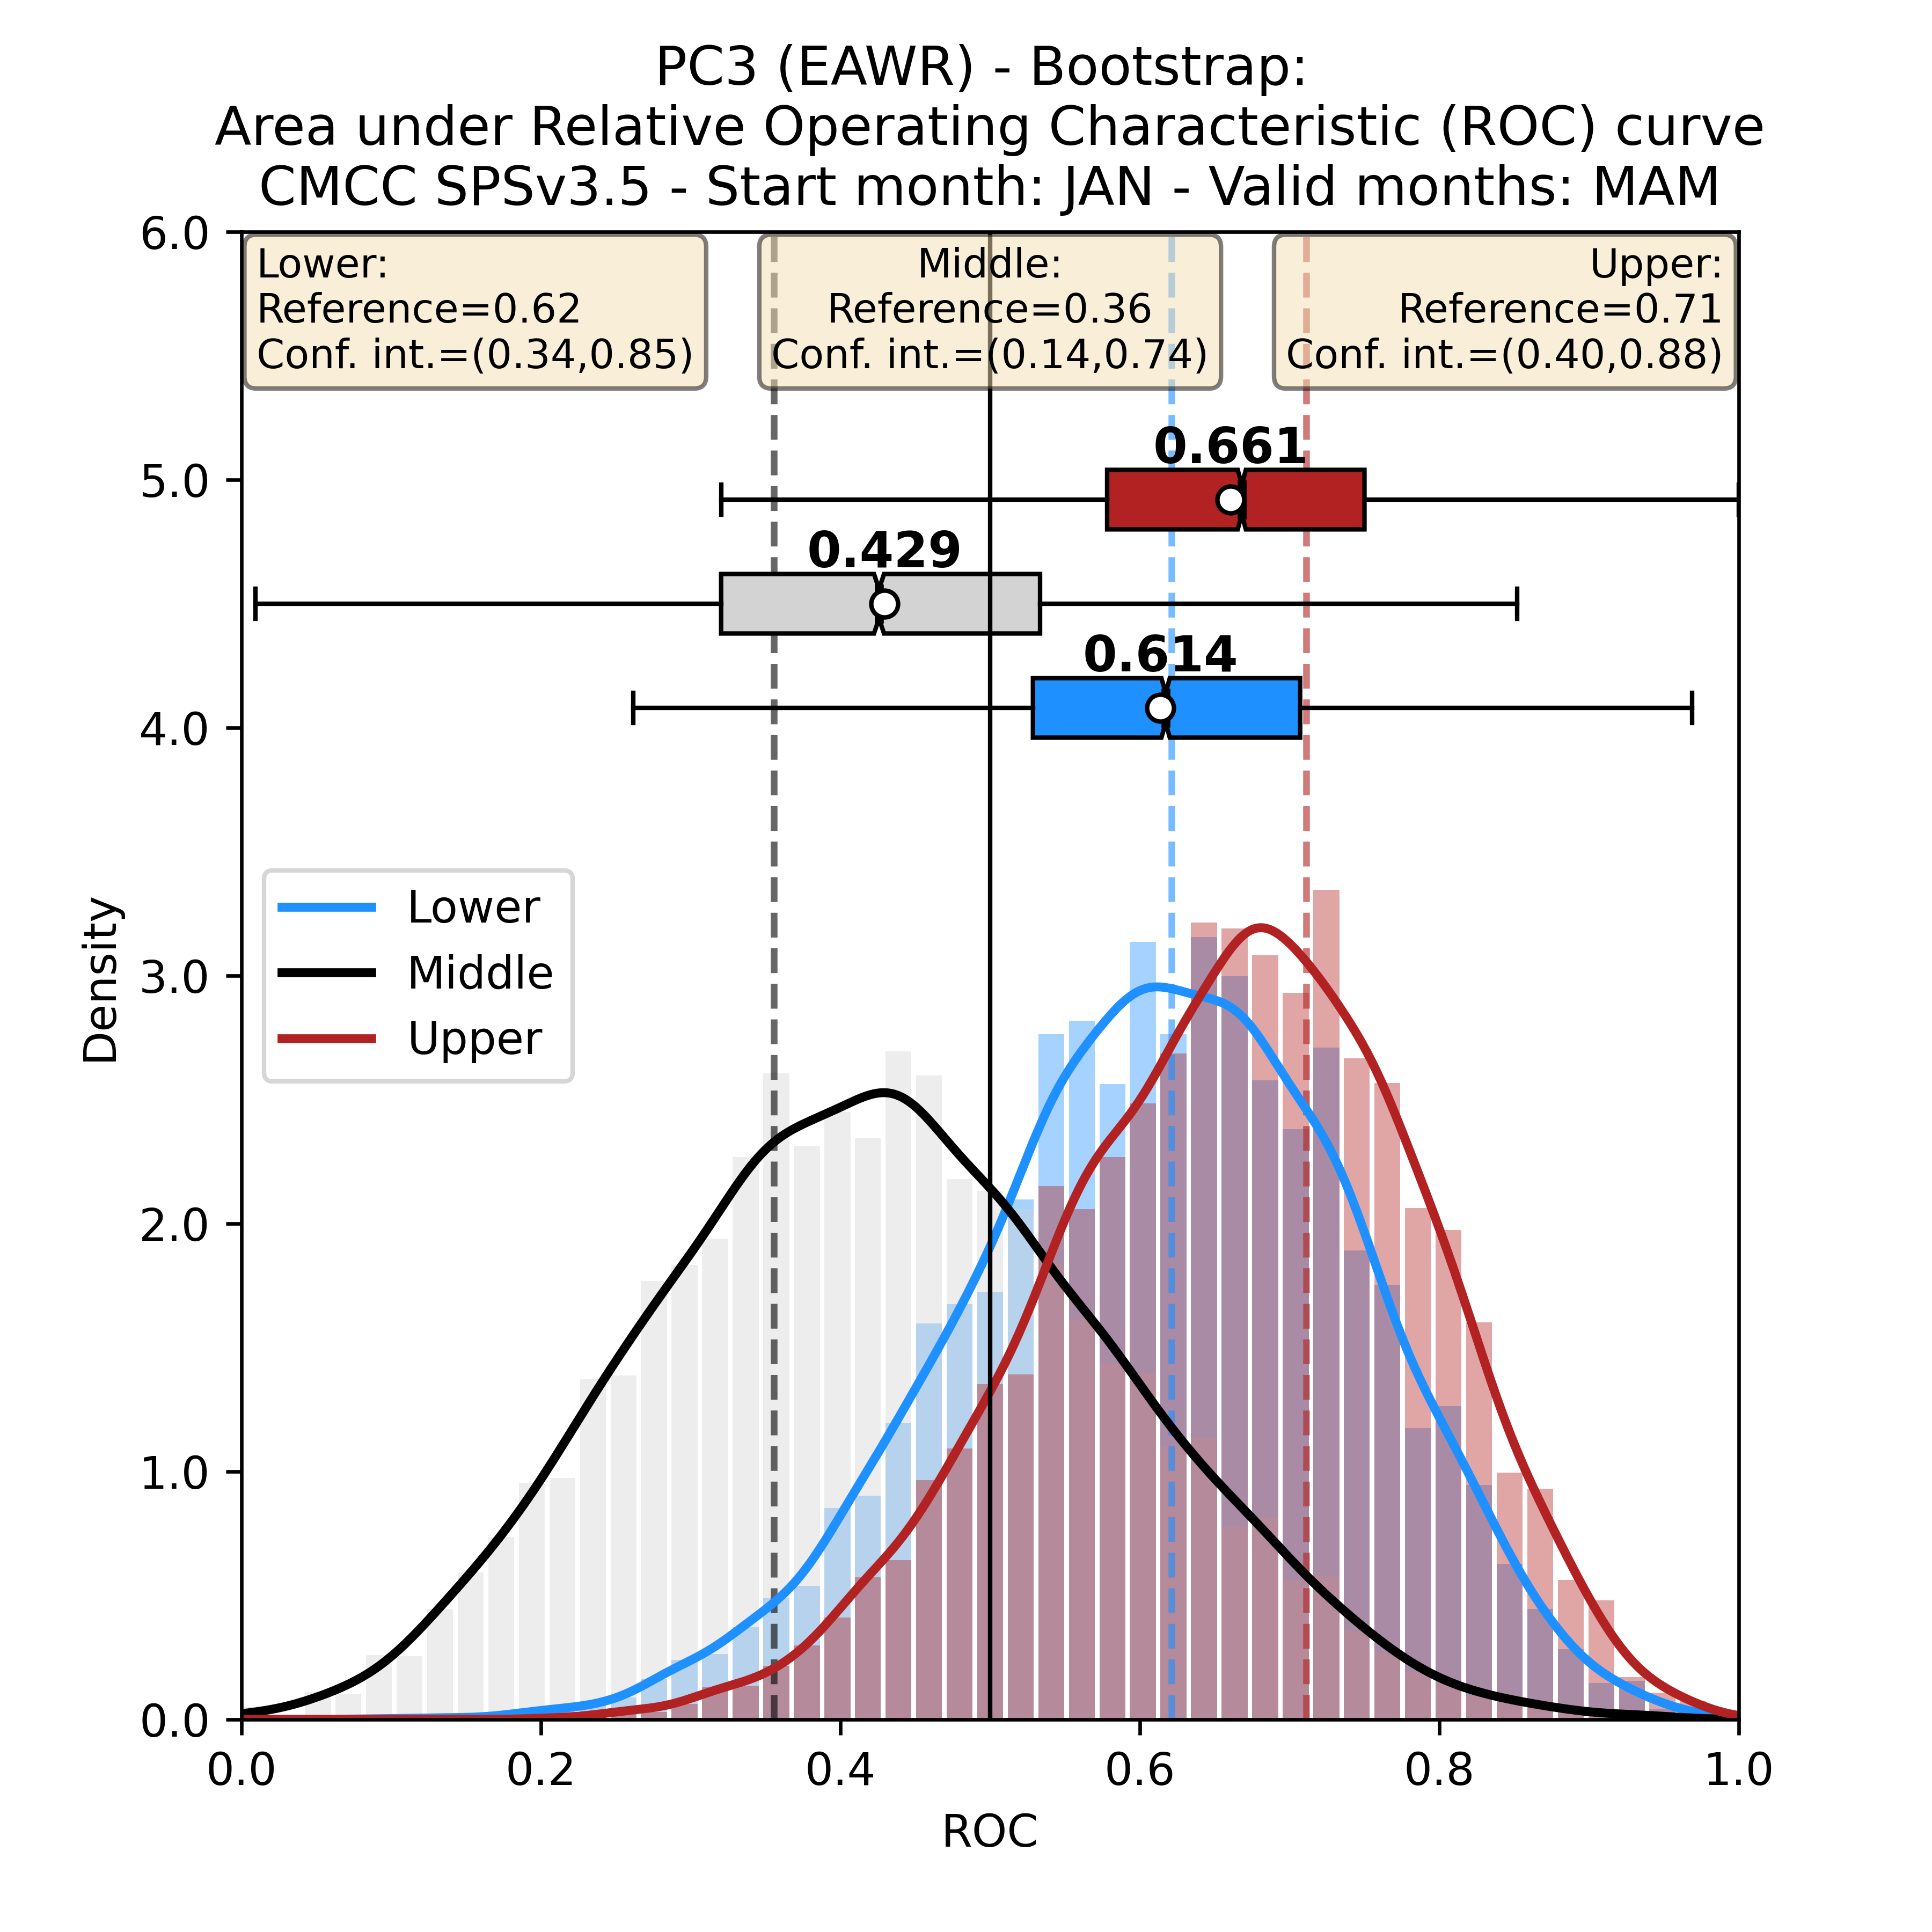 PC3 (EAWR) - Bootstrap:
Area under Relative Operating Characteristic (ROC) curve
CMCC SPSv3.5 - Start month: JAN - Valid months: MAM
Lower:
Reference=0.62
Conf. int.=(0.34,0.85)
Middle:
Reference=0.36
Conf. int.=(0.14,0.74)
Upper:
Reference=0.71
Conf. int.=(0.40,0.88)
0.661
0.429
0.614
Lower
Middle
Upper
Density
6.0
5.0
4.0
3.0
2.0
1.0
0.0
0.0 0.2 0.4 0.6 0.8 1.0
ROC